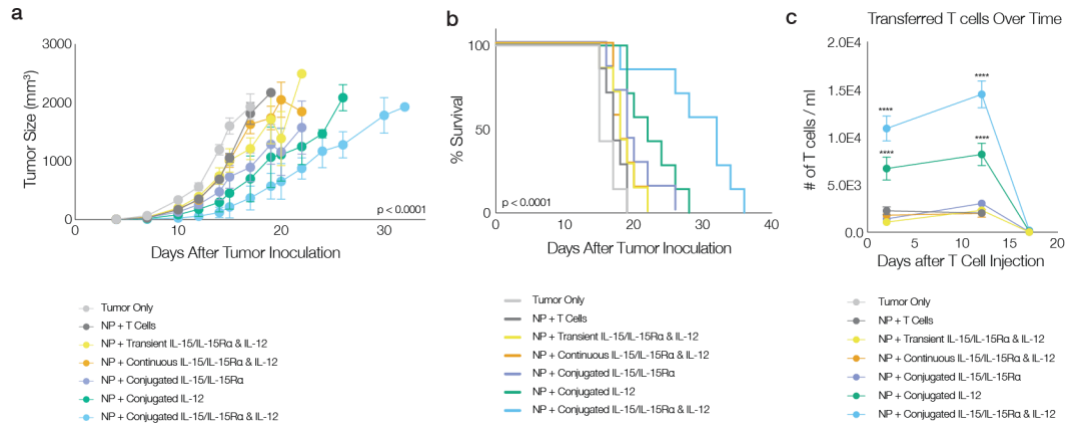 a
3000
2000
1000
0
Tumor Size (mm³)
0
10
20
30
p < 0.0001
Days After Tumor Inoculation
Tumor Only
NP + T Cells
NP + Transient IL-15/IL-15Rα & IL-12
NP + Continuous IL-15/IL-15Rα & IL-12
NP + Conjugated IL-15/IL-15Rα
NP + Conjugated IL-12
NP + Conjugated IL-15/IL-15Rα & IL-12
b
100
50
0
% Survival
p < 0.0001
0
10
20
30
40
Days After Tumor Inoculation
Tumor Only
NP + T Cells
NP + Transient IL-15/IL-15Rα & IL-12
NP + Continuous IL-15/IL-15Rα & IL-12
NP + Conjugated IL-15/IL-15Rα
NP + Conjugated IL-12
NP + Conjugated IL-15/IL-15Rα & IL-12
c
Transferred T cells Over Time
2.0E4
1.5E4
1.0E4
5.0E3
0.0
# of T cells / ml
****
****
****
****
0
5
10
15
20
Days after T Cell Injection
Tumor Only
NP + T Cells
NP + Transient IL-15/IL-15Rα & IL-12
NP + Continuous IL-15/IL-15Rα & IL-12
NP + Conjugated IL-15/IL-15Rα
NP + Conjugated IL-12
NP + Conjugated IL-15/IL-15Rα & IL-12